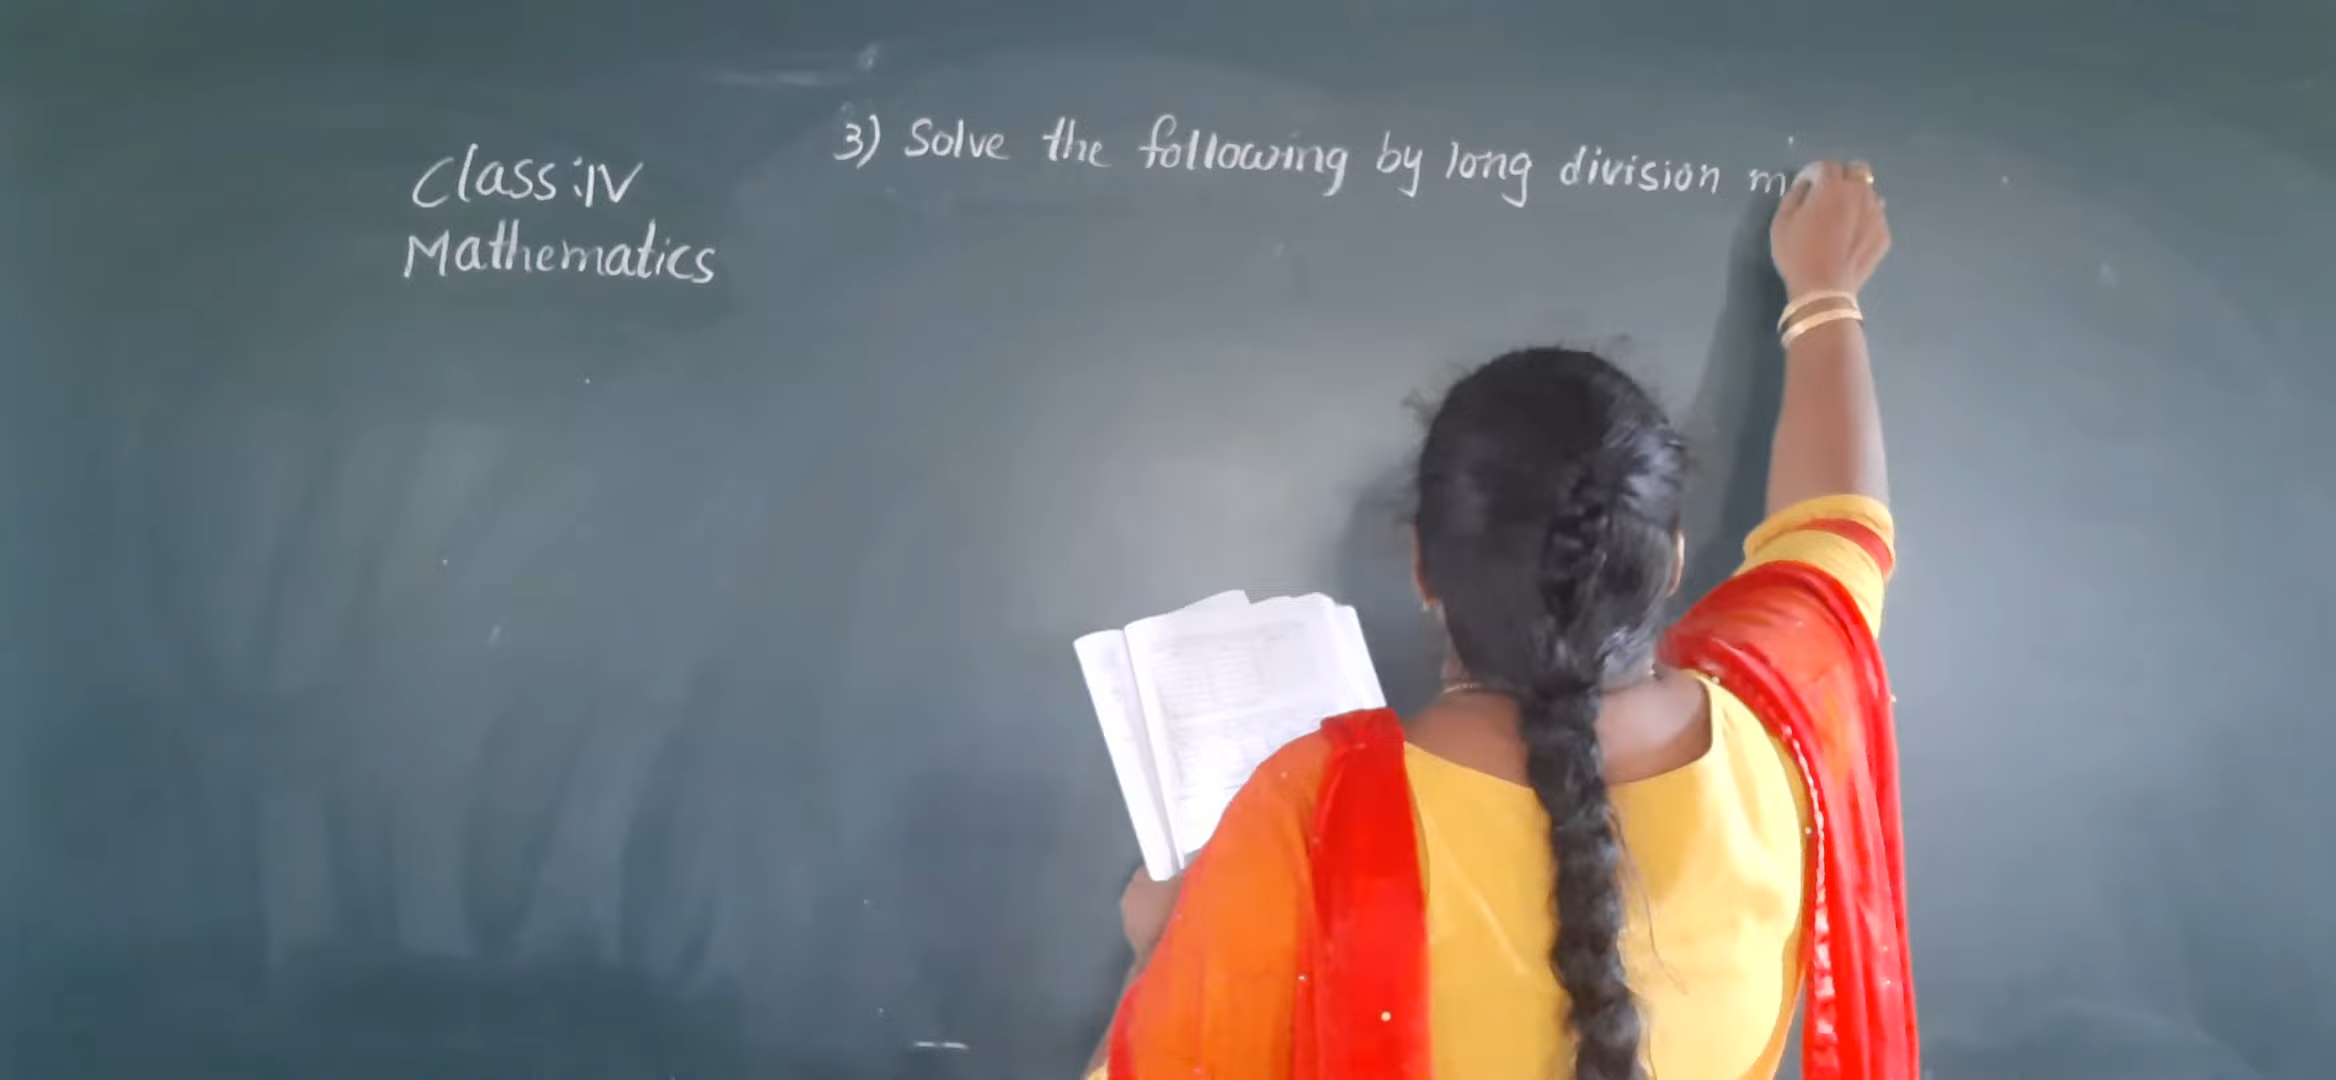 Class:IV
Mathematics
3) Solve the following by long division m